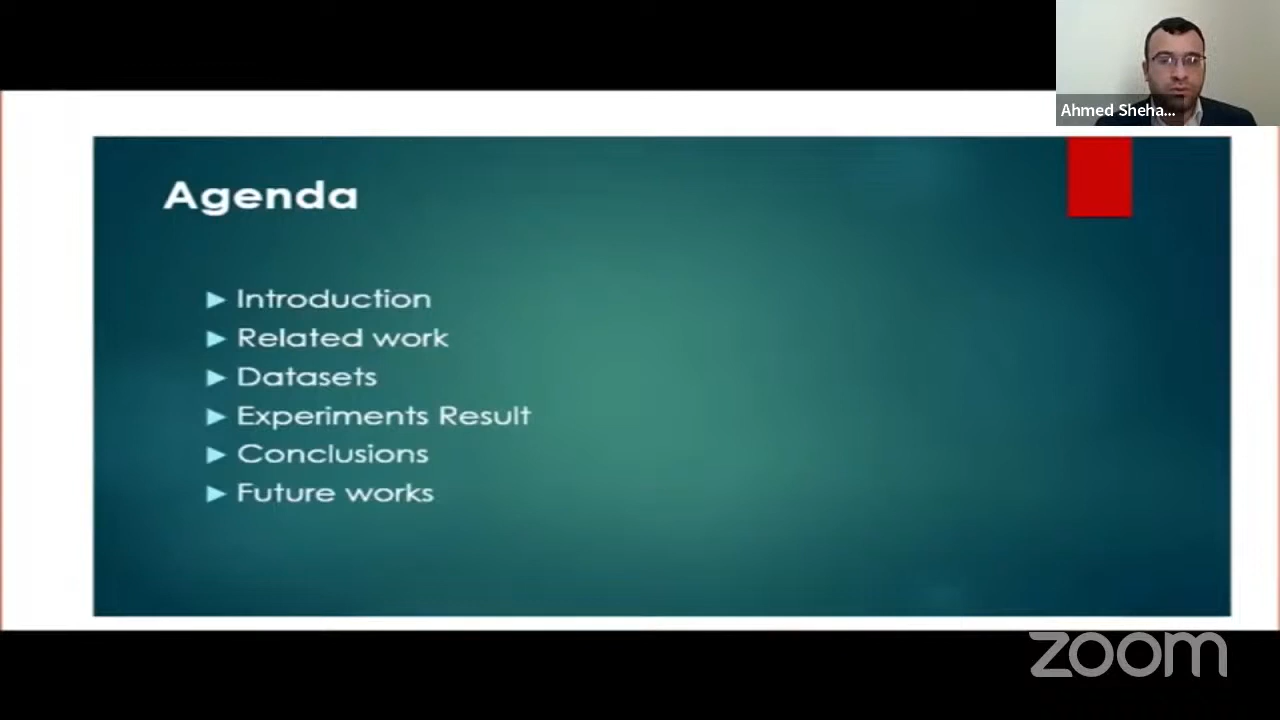 Ahmed Sheha...
Agenda
Introduction
Related work
Datasets
Experiments Result
Conclusions
Future works
zoom